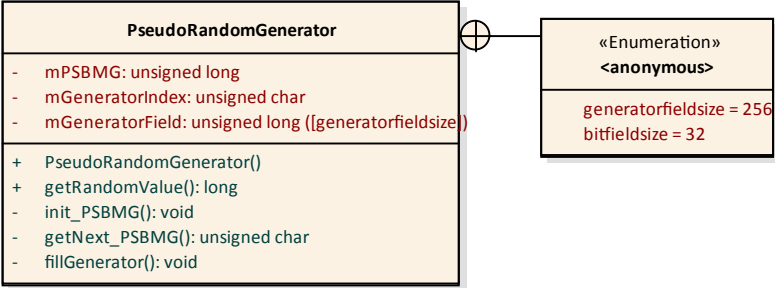 PseudoRandomGenerator
- mPSBMG: unsigned long
- mGeneratorIndex: unsigned char
- mGeneratorField: unsigned long ([generatorfieldsize])
+ PseudoRandomGenerator()
+ getRandomValue(): long
- init_PSBMG(): void
- getNext_PSBMG(): unsigned char
- fillGenerator(): void
«Enumeration»
<anonymous>
generatorfieldsize = 256
bitfieldsize = 32